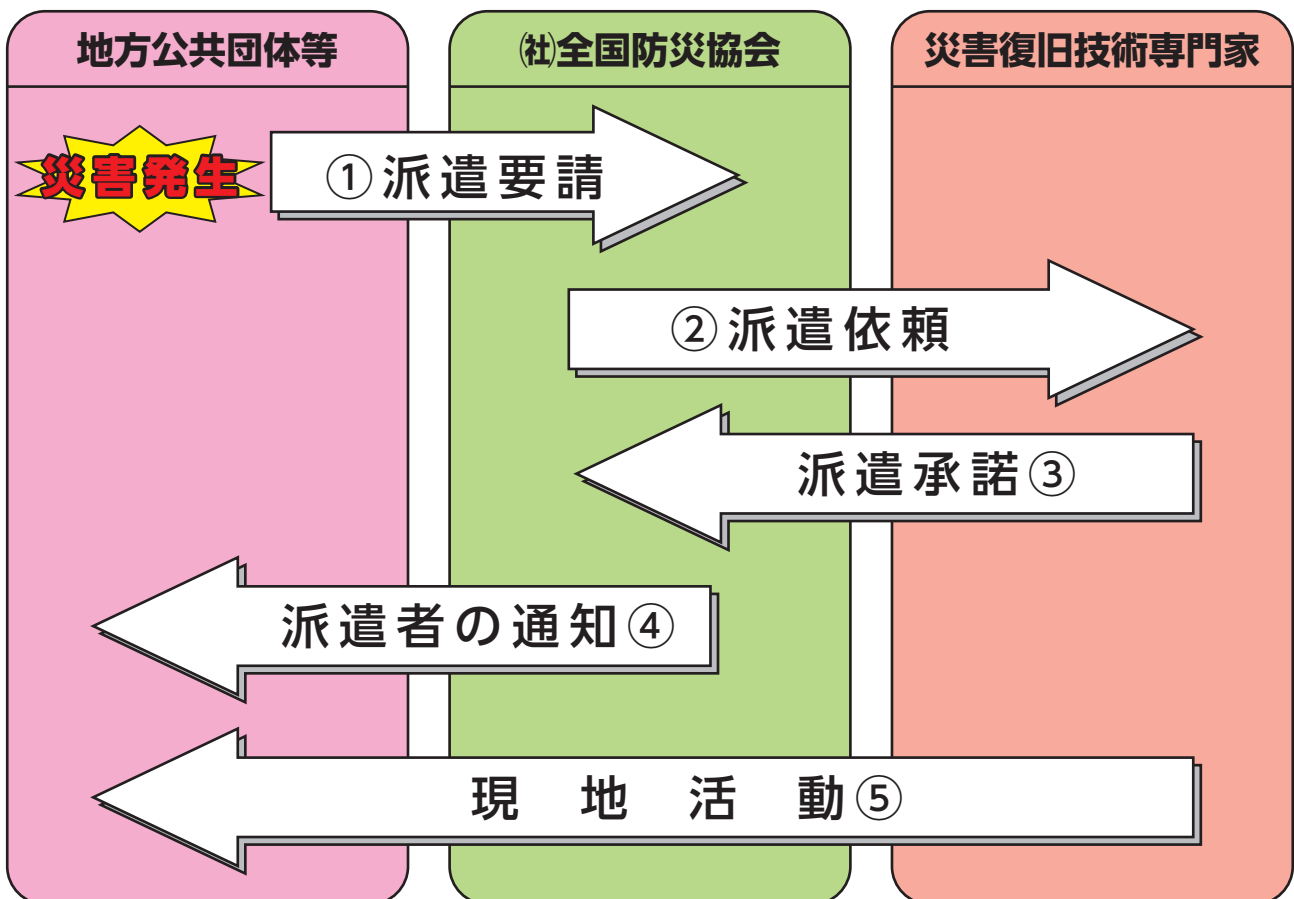 地方公共団体等
㈳全国防災協会
災害復旧技術専門家
災害発生
①派遣要請
②派遣依頼
派遣承諾③
派遣者の通知④
現地活動⑤